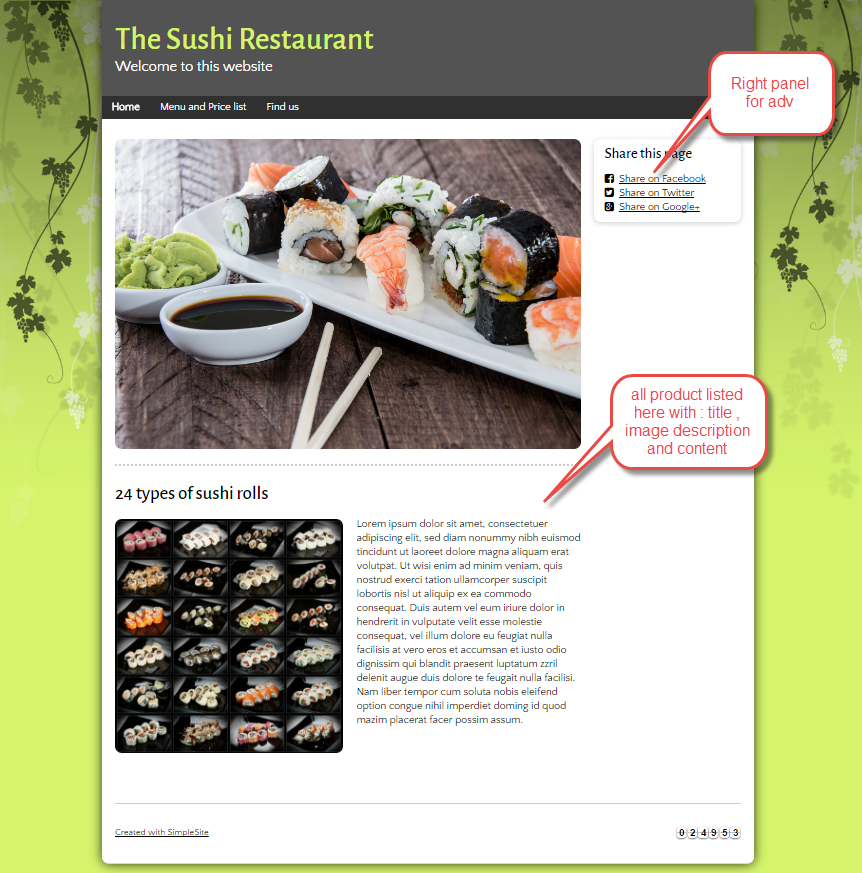 The Sushi Restaurant
Welcome to this website
Right panel
for adv
Home Menu and Price list Find us
Share this page
Share on Facebook
Share on Twitter
Share on Google+
all product listed
here with : title ,
image description
and content
24 types of sushi rolls
Lorem ipsum dolor sit amet, consectetuer
adipiscing elit, sed diam nonummy nibh euismod
tincidunt ut laoreet dolore magna aliquam erat
volutpat. Ut wisi enim ad minim veniam, quis
nostrud exerci tation ullamcorper suscipit
lobortis nisl ut aliquip ex ea commodo
consequat. Duis autem vel eum iriure dolor in
hendrerit in vulputate velit esse molestie
consequat, vel illum dolore eu feugiat nulla
facilisis at vero eros et accumsan et iusto odio
dignissim qui blandit praesent luptatum zzril
delenit augue duis dolore te feugait nulla facilisi.
Nam liber tempor cum soluta nobis eleifend
option congue nihil imperdiet doming id quod
mazim placerat facer possim assum.
Created with SimpleSite
024953